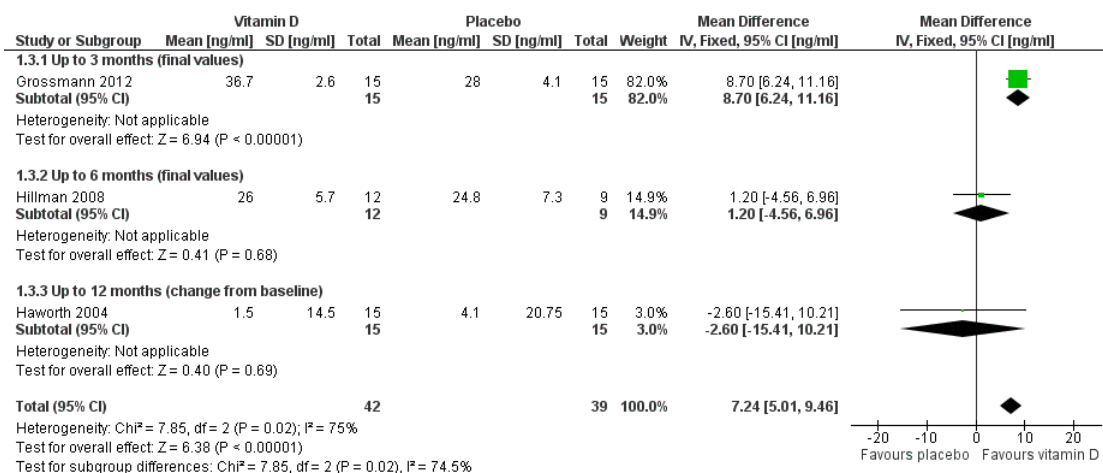 Vitamin D Placebo Mean Difference Mean Difference
Study or Subgroup Mean [ng/ml] SD [ng/ml] Total Mean [ng/ml] SD [ng/ml] Total Weight IV, Fixed, 95% CI [ng/ml] IV, Fixed, 95% CI [ng/ml]
1.3.1 Up to 3 months (final values)
Grossmann 2012 36.7 2.6 15 28 4.1 15 82.0% 8.70 [6.24, 11.16]
Subtotal (95% CI) 15 15 82.0% 8.70 [6.24, 11.16]
Heterogeneity: Not applicable
Test for overall effect: Z = 6.94 (P < 0.00001)
1.3.2 Up to 6 months (final values)
Hillman 2008 26 5.7 12 24.8 7.3 9 14.9% 1.20 [-4.56, 6.96]
Subtotal (95% CI) 12 9 14.9% 1.20 [-4.56, 6.96]
Heterogeneity: Not applicable
Test for overall effect: Z = 0.41 (P = 0.68)
1.3.3 Up to 12 months (change from baseline)
Haworth 2004 1.5 14.5 15 4.1 20.75 15 3.0% -2.60 [-15.41, 10.21]
Subtotal (95% CI) 15 15 3.0% -2.60 [-15.41, 10.21]
Heterogeneity: Not applicable
Test for overall effect: Z = 0.40 (P = 0.69)
Total (95% CI) 42 39 100.0% 7.24 [5.01, 9.46]
Heterogeneity: Chi² = 7.85, df = 2 (P = 0.02); I² = 75%
Test for overall effect: Z = 6.38 (P < 0.00001)
Test for subgroup differences: Chi² = 7.85, df = 2 (P = 0.02), I² = 74.5%
-20 -10 0 10 20
Favours placebo Favours vitamin D